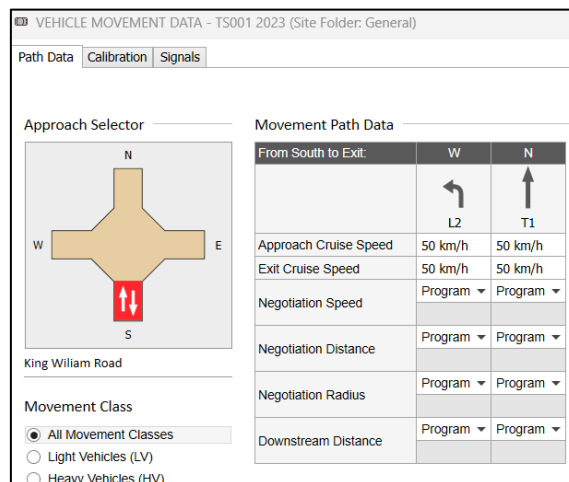 VEHICLE MOVEMENT DATA - TS001 2023 (Site Folder: General)
Path Data Calibration Signals
Approach Selector
N
W E
S
King Wiliam Road
Movement Class
All Movement Classes
Light Vehicles (LV)
Heavy Vehicles (HV)
Movement Path Data
From South to Exit: W N
L2 T1
Approach Cruise Speed 50 km/h 50 km/h
Exit Cruise Speed 50 km/h 50 km/h
Negotiation Speed Program Program
Negotiation Distance Program Program
Negotiation Radius Program Program
Downstream Distance Program Program